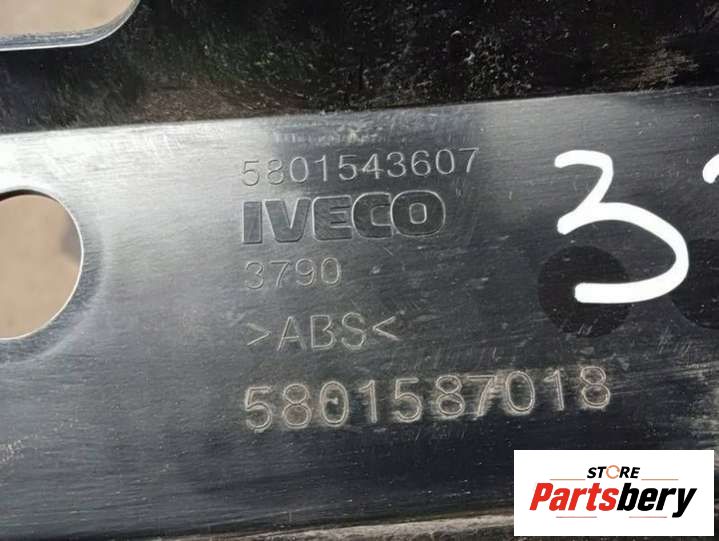 5801543607
IVECO
3790
>ABS<
5801587018
3
STORE
Partsbery